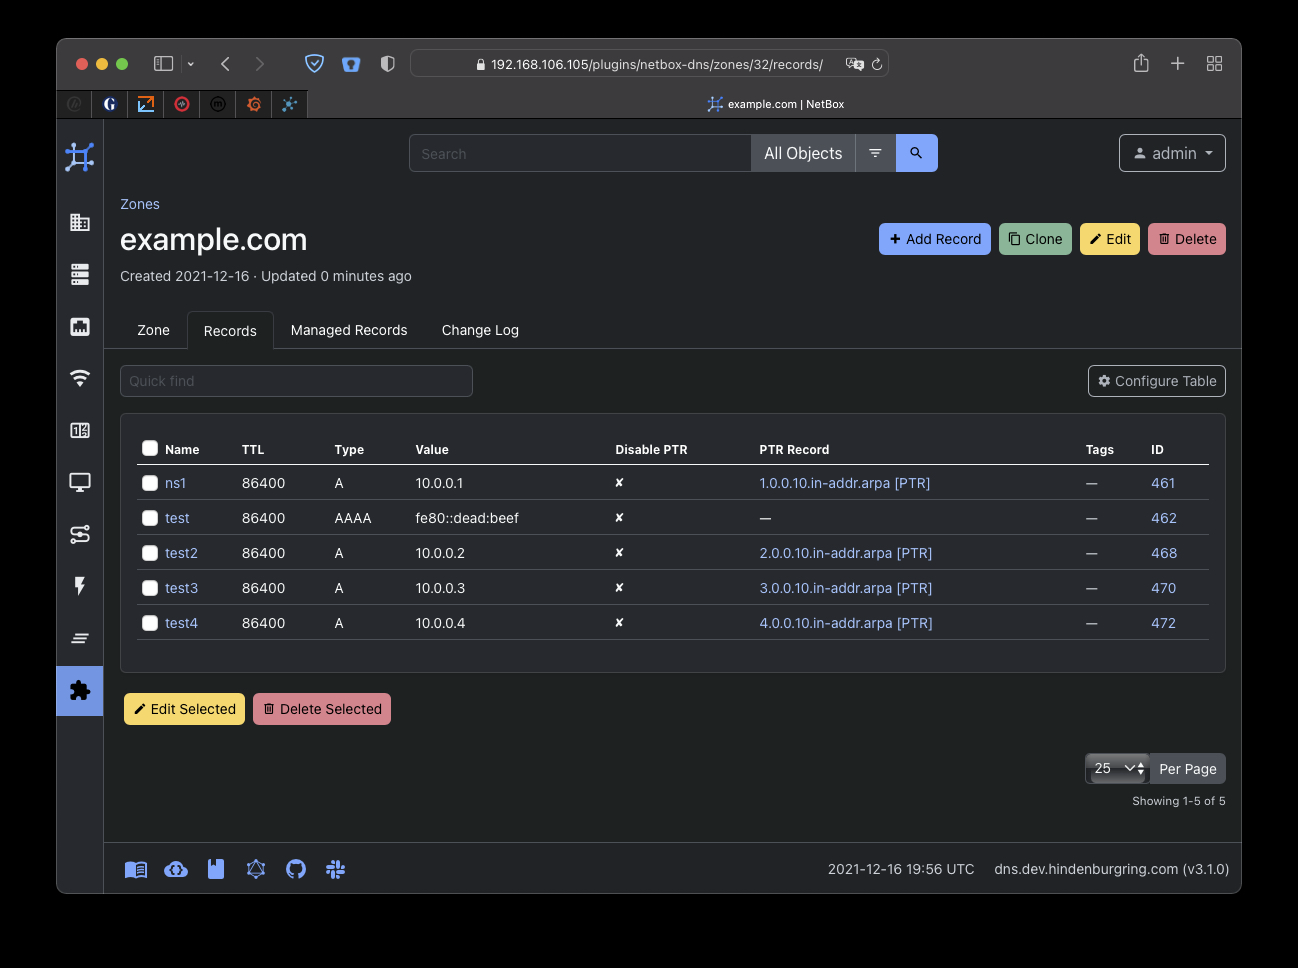 192.168.106.105/plugins/netbox-dns/zones/32/records/
example.com | NetBox
Search All Objects admin
Zones
example.com
Add Record Clone Edit Delete
Created 2021-12-16 · Updated 0 minutes ago
Zone Records Managed Records Change Log
Quick find Configure Table
Name TTL Type Value Disable PTR PTR Record Tags ID
ns1 86400 A 10.0.0.1 ✘ 1.0.0.10.in-addr.arpa [PTR] — 461
test 86400 AAAA fe80::dead:beef ✘ — — 462
test2 86400 A 10.0.0.2 ✘ 2.0.0.10.in-addr.arpa [PTR] — 468
test3 86400 A 10.0.0.3 ✘ 3.0.0.10.in-addr.arpa [PTR] — 470
test4 86400 A 10.0.0.4 ✘ 4.0.0.10.in-addr.arpa [PTR] — 472
Edit Selected Delete Selected
25 Per Page
Showing 1-5 of 5
2021-12-16 19:56 UTC dns.dev.hindenburgring.com (v3.1.0)